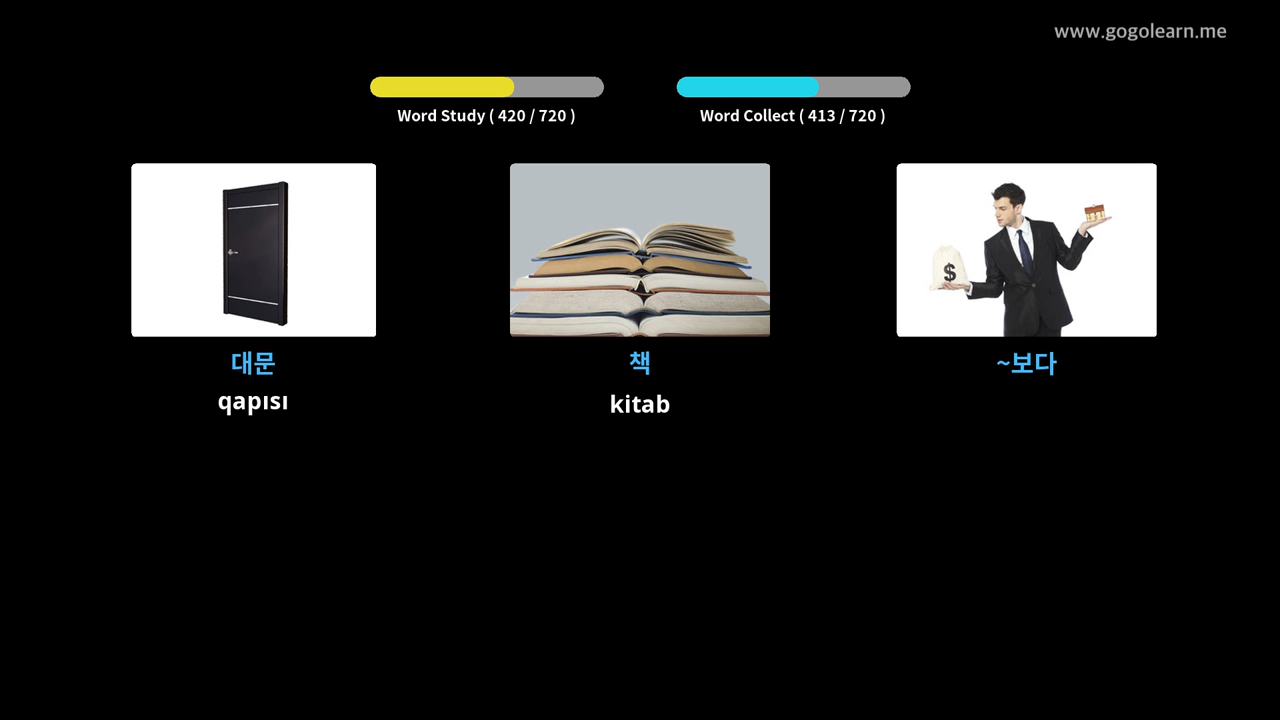 www.gogolearn.me
Word Study ( 420 / 720 )
Word Collect ( 413 / 720 )
대문
qapısı
책
kitab
~보다
$